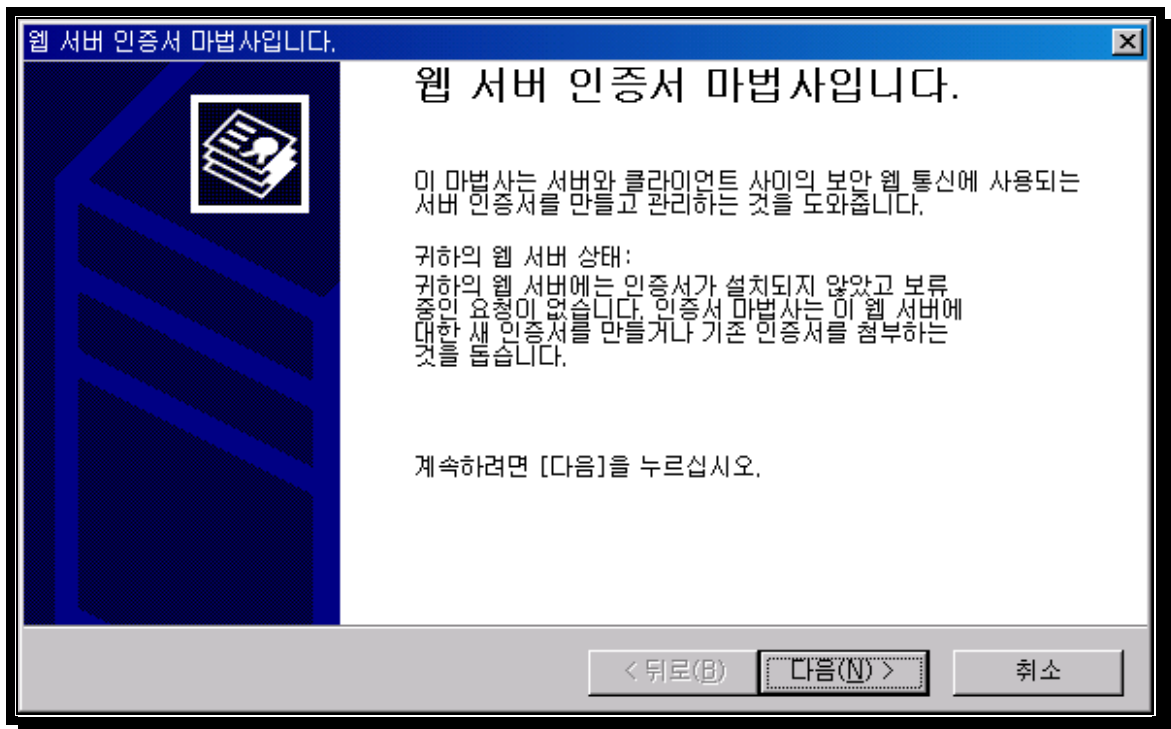 웹 서버 인증서 마법사입니다.
웹 서버 인증서 마법사입니다.
이 마법사는 서버와 클라이언트 사이의 보안 웹 통신에 사용되는
서버 인증서를 만들고 관리하는 것을 도와줍니다.
귀하의 웹 서버 상태:
귀하의 웹 서버에는 인증서가 설치되지 않았고 보류
중인 요청이 없습니다. 인증서 마법사는 이 웹 서버에
대한 새 인증서를 만들거나 기존 인증서를 첨부하는
것을 돕습니다.
계속하려면 [다음]을 누르십시오.
< 뒤로(B) 다음(N) > 취소